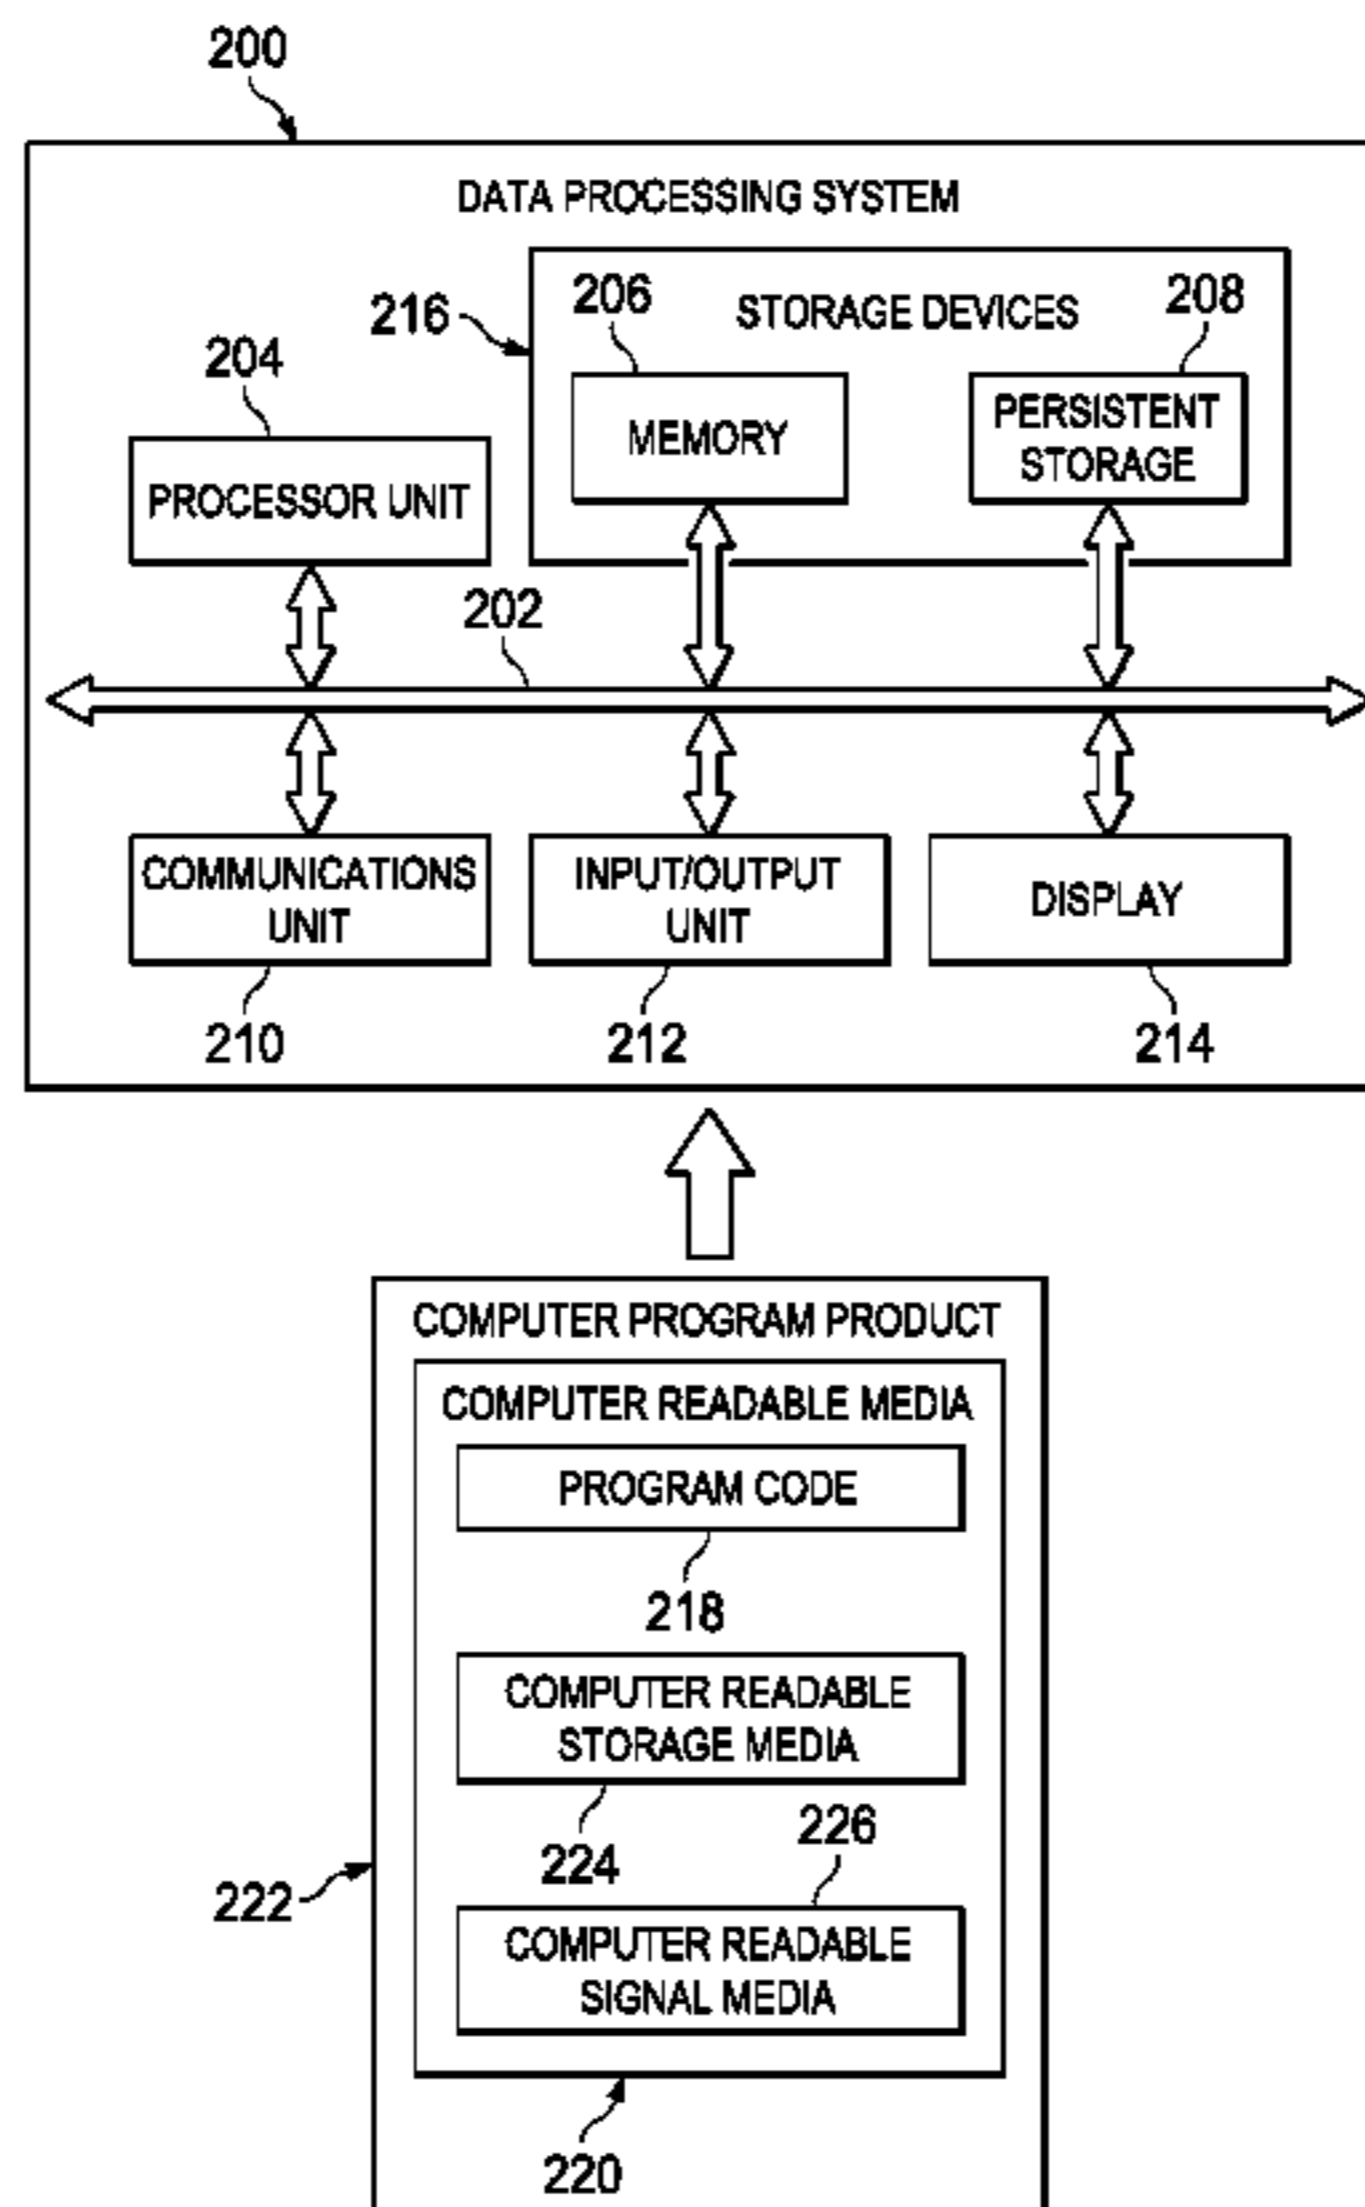 200
DATA PROCESSING SYSTEM
216
206
STORAGE DEVICES
208
204
MEMORY
PERSISTENT
STORAGE
PROCESSOR UNIT
202
COMMUNICATIONS
UNIT
INPUT/OUTPUT
UNIT
DISPLAY
210
212
214
COMPUTER PROGRAM PRODUCT
COMPUTER READABLE MEDIA
PROGRAM CODE
218
COMPUTER READABLE
STORAGE MEDIA
224
226
222
COMPUTER READABLE
SIGNAL MEDIA
220